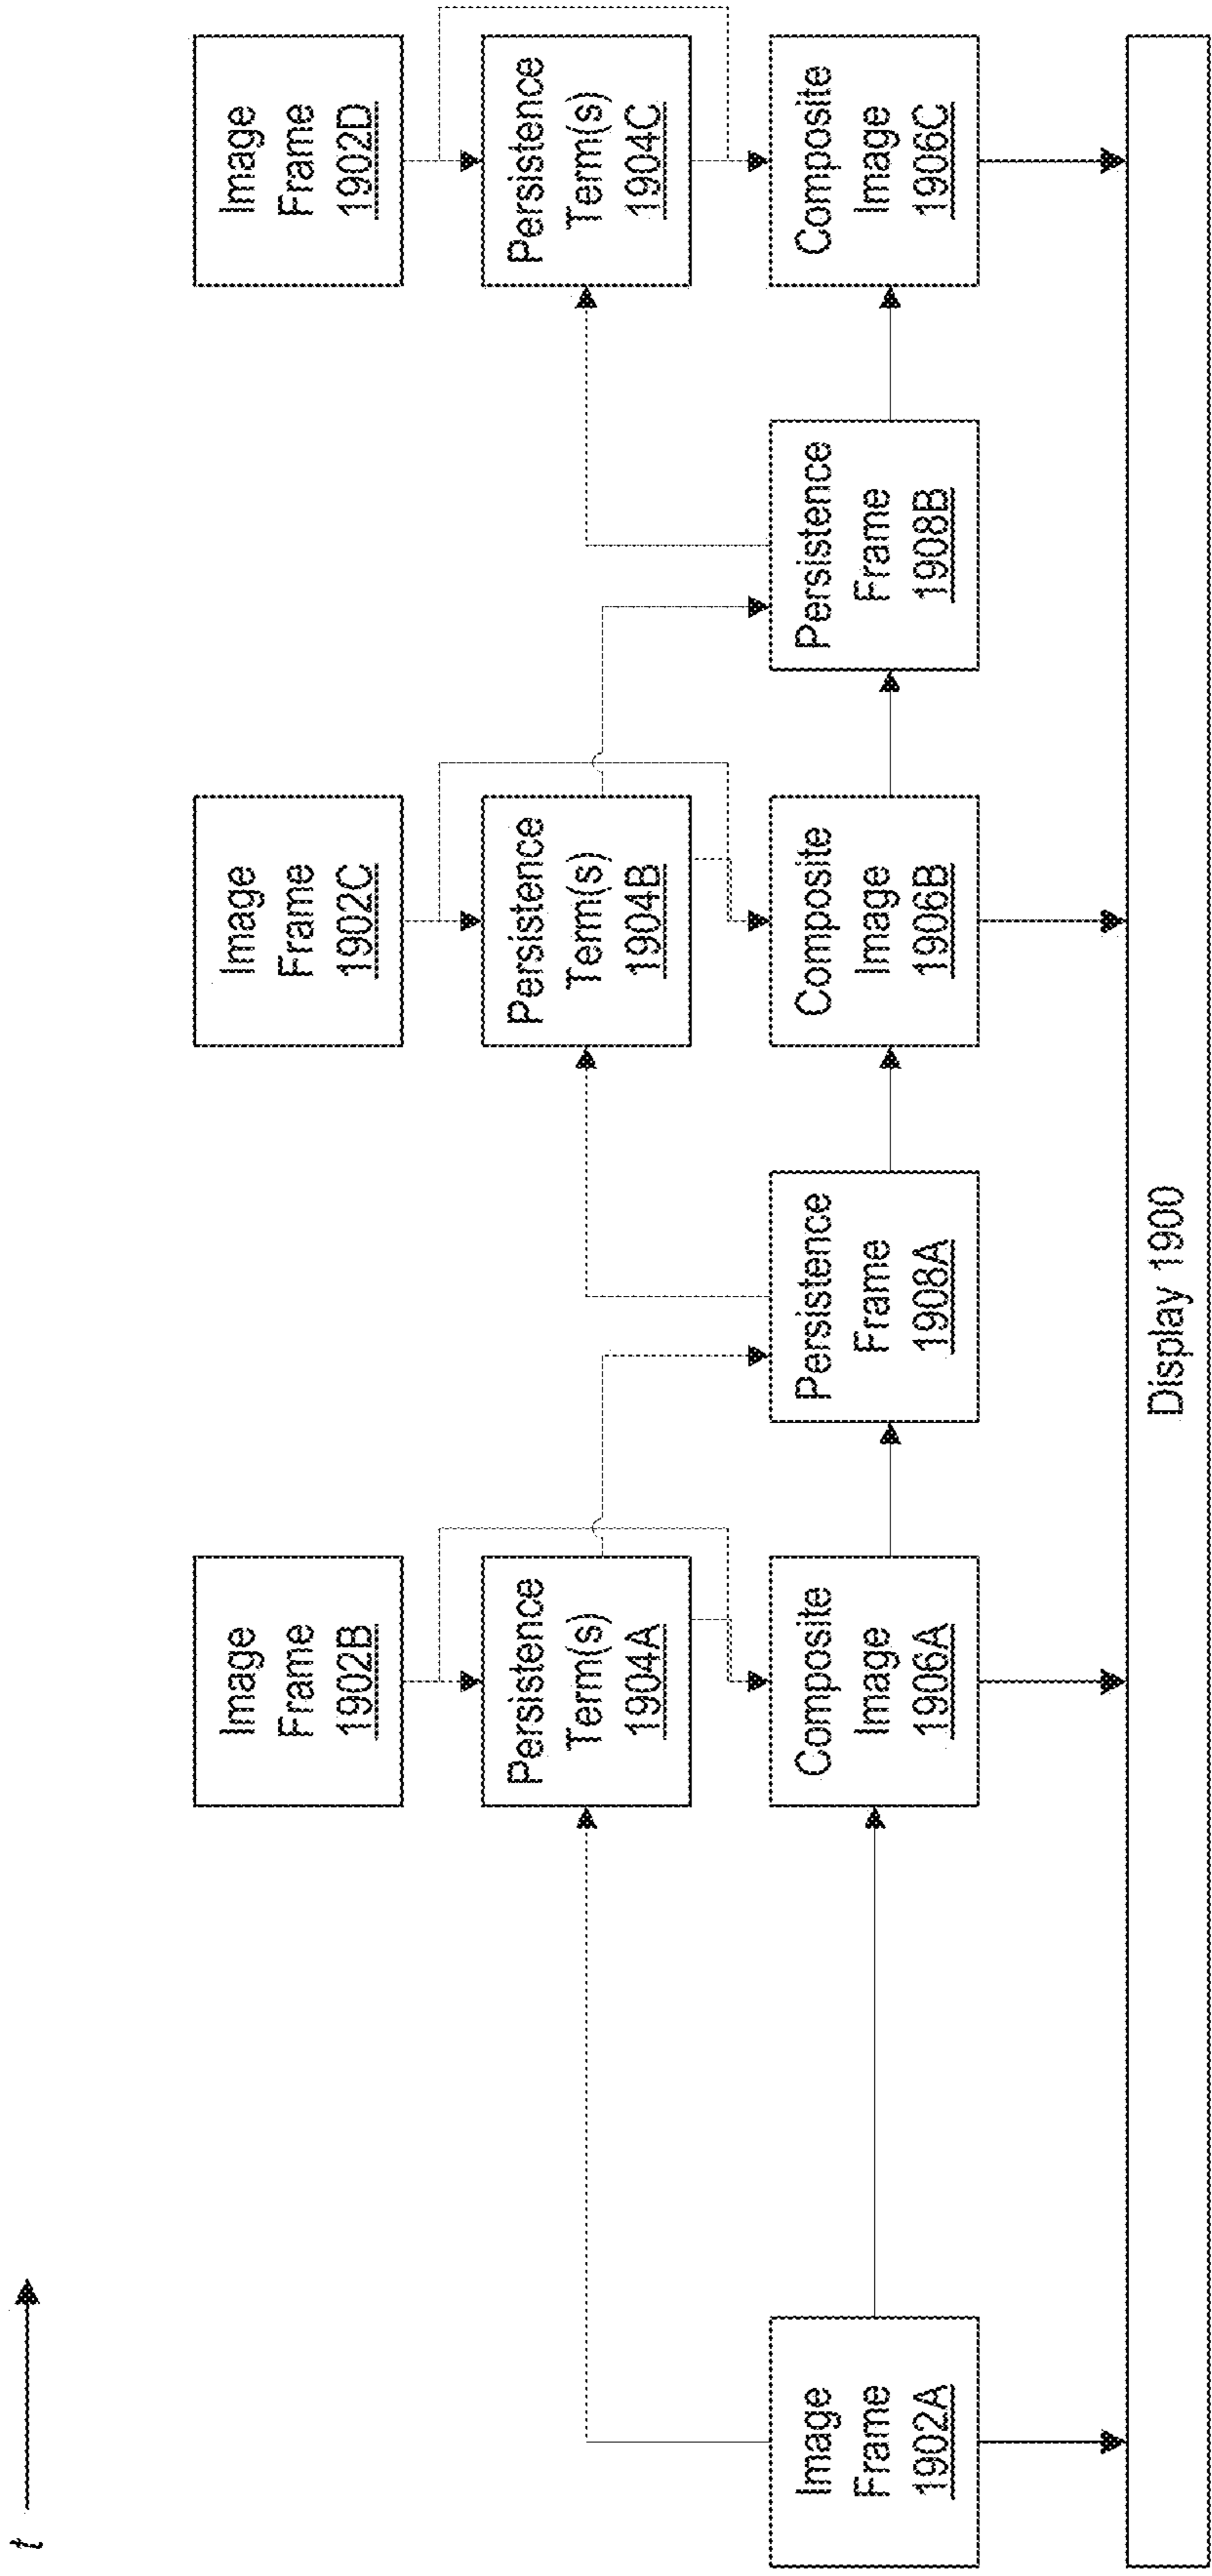 t
Image
Frame
1902A
Image
Frame
1902B
Persistence
Term(s)
1904A
Composite
Image
1906A
Persistence
Frame
1908A
Image
Frame
1902C
Persistence
Term(s)
1904B
Composite
Image
1906B
Persistence
Frame
1908B
Image
Frame
1902D
Persistence
Term(s)
1904C
Composite
Image
1906C
Display 1900